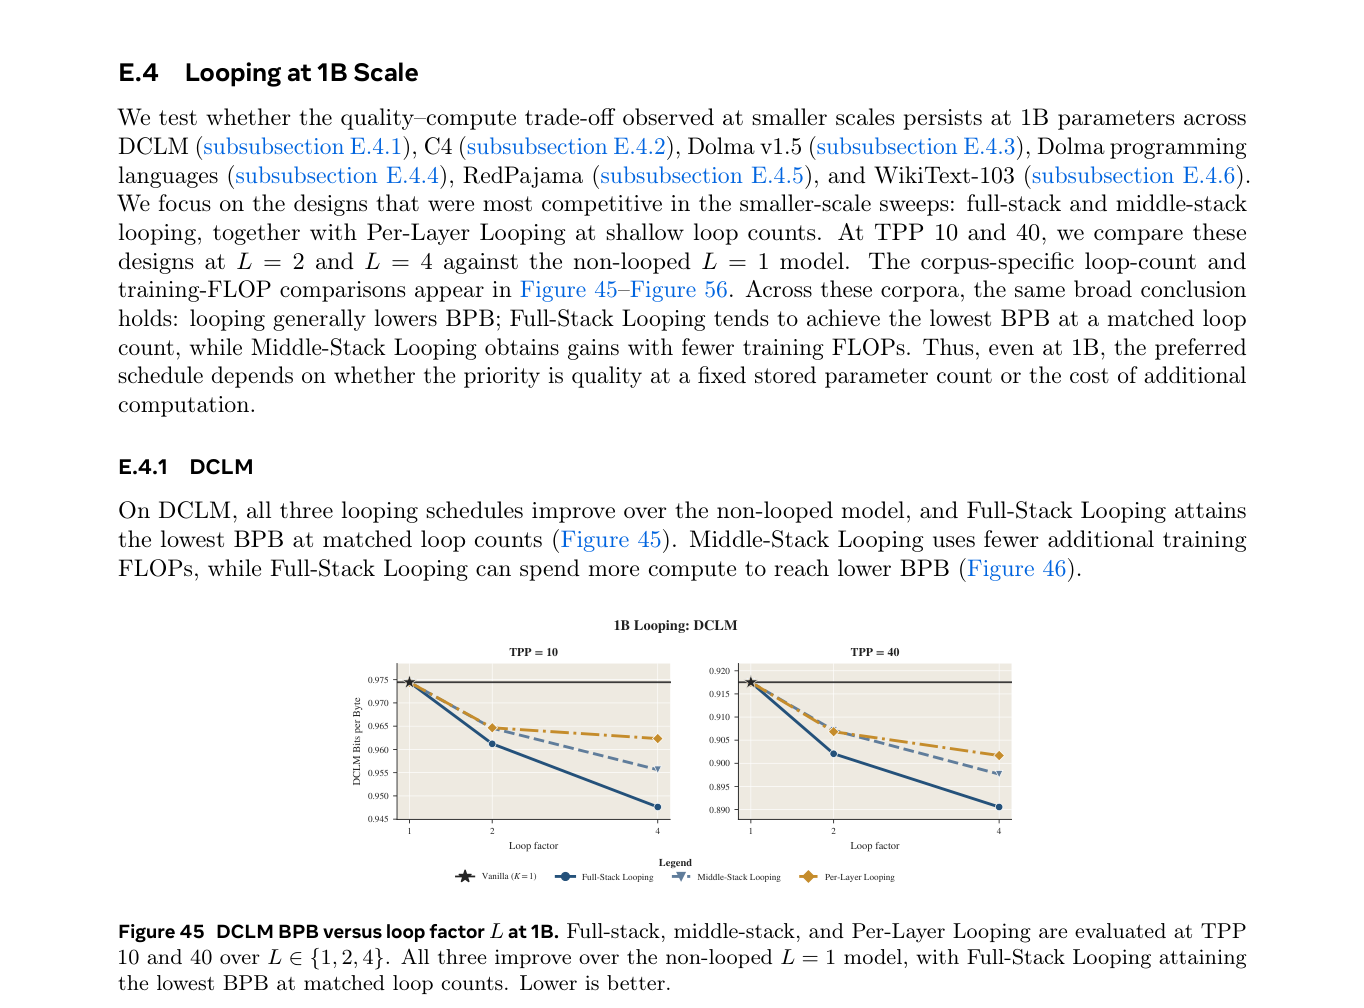 E.4 Looping at 1B Scale
We test whether the quality–compute trade-off observed at smaller scales persists at 1B parameters across
DCLM (subsubsection E.4.1), C4 (subsubsection E.4.2), Dolma v1.5 (subsubsection E.4.3), Dolma programming
languages (subsubsection E.4.4), RedPajama (subsubsection E.4.5), and WikiText-103 (subsubsection E.4.6).
We focus on the designs that were most competitive in the smaller-scale sweeps: full-stack and middle-stack
looping, together with Per-Layer Looping at shallow loop counts. At TPP 10 and 40, we compare these
designs at L = 2 and L = 4 against the non-looped L = 1 model. The corpus-specific loop-count and
training-FLOP comparisons appear in Figure 45–Figure 56. Across these corpora, the same broad conclusion
holds: looping generally lowers BPB; Full-Stack Looping tends to achieve the lowest BPB at a matched loop
count, while Middle-Stack Looping obtains gains with fewer training FLOPs. Thus, even at 1B, the preferred
schedule depends on whether the priority is quality at a fixed stored parameter count or the cost of additional
computation.
E.4.1 DCLM
On DCLM, all three looping schedules improve over the non-looped model, and Full-Stack Looping attains
the lowest BPB at matched loop counts (Figure 45). Middle-Stack Looping uses fewer additional training
FLOPs, while Full-Stack Looping can spend more compute to reach lower BPB (Figure 46).
1B Looping: DCLM
TPP = 10
DCLM Bits per Byte
0.975
0.970
0.965
0.960
0.955
0.950
0.945
1 2 4
Loop factor
TPP = 40
0.920
0.915
0.910
0.905
0.900
0.895
0.890
1 2 4
Loop factor
Legend
Vanilla (K = 1) Full-Stack Looping Middle-Stack Looping Per-Layer Looping
Figure 45 DCLM BPB versus loop factor L at 1B. Full-stack, middle-stack, and Per-Layer Looping are evaluated at TPP
10 and 40 over L ∈ {1, 2, 4}. All three improve over the non-looped L = 1 model, with Full-Stack Looping attaining
the lowest BPB at matched loop counts. Lower is better.